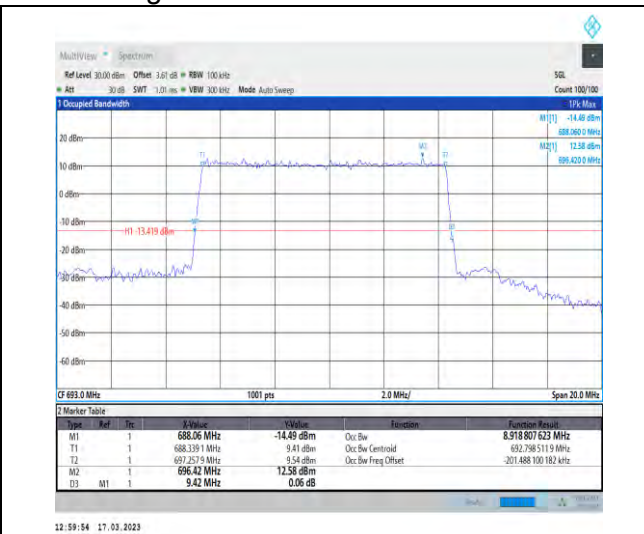 MultiView Spectrum
Ref Level 30.00 dBm Offset 3.61 dB RBW 100 kHz SGL
Att 30 dB SWT 1.01 ms VBW 300 kHz Mode Auto Sweep Count 100/100
1 Occupied Bandwidth 1Pk Max
M1[1] -14.49 dBm
688.060 0 MHz
M2[1] 12.58 dBm
696.420 0 MHz
20 dBm
M2
T1 T2
10 dBm
0 dBm
-10 dBm
H1 -13.419 dBm
-20 dBm
-30 dBm
-40 dBm
-50 dBm
-60 dBm
CF 693.0 MHz 1001 pts 2.0 MHz/ Span 20.0 MHz
2 Marker Table
Type Ref Trc X-Value Y-Value Function Function Result
M1 1 688.06 MHz -14.49 dBm Occ Bw 8.918 807 623 MHz
T1 1 688.339 1 MHz 9.41 dBm Occ Bw Centroid 692.798 511 9 MHz
T2 1 697.257 9 MHz 9.54 dBm Occ Bw Freq Offset -201.488 100 182 kHz
M2 1 696.42 MHz 12.58 dBm
D3 M1 1 9.42 MHz 0.06 dB
12:59:54 17.03.2023